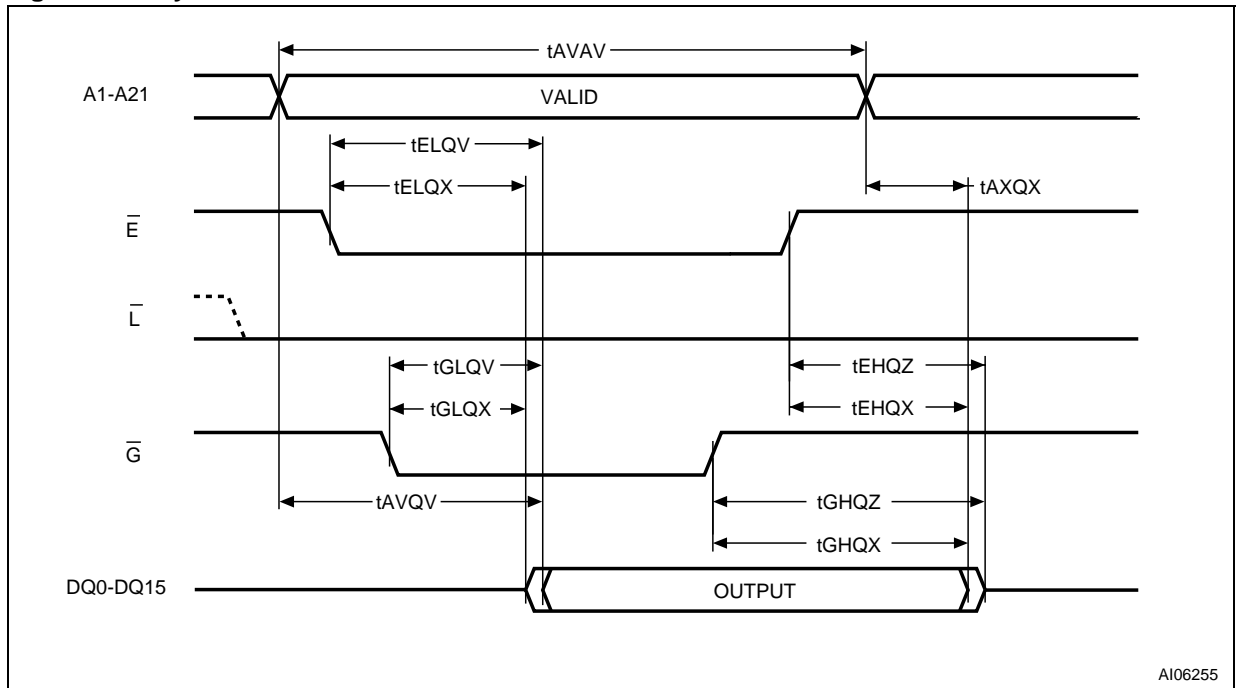 tAVAV
A1-A21
VALID
tELQV
tELQX
tAXQX
E̅
L̅
tGLQV
tEHQZ
tGLQX
tEHQX
G̅
tAVQV
tGHQZ
tGHQX
DQ0-DQ15
OUTPUT
AI06255